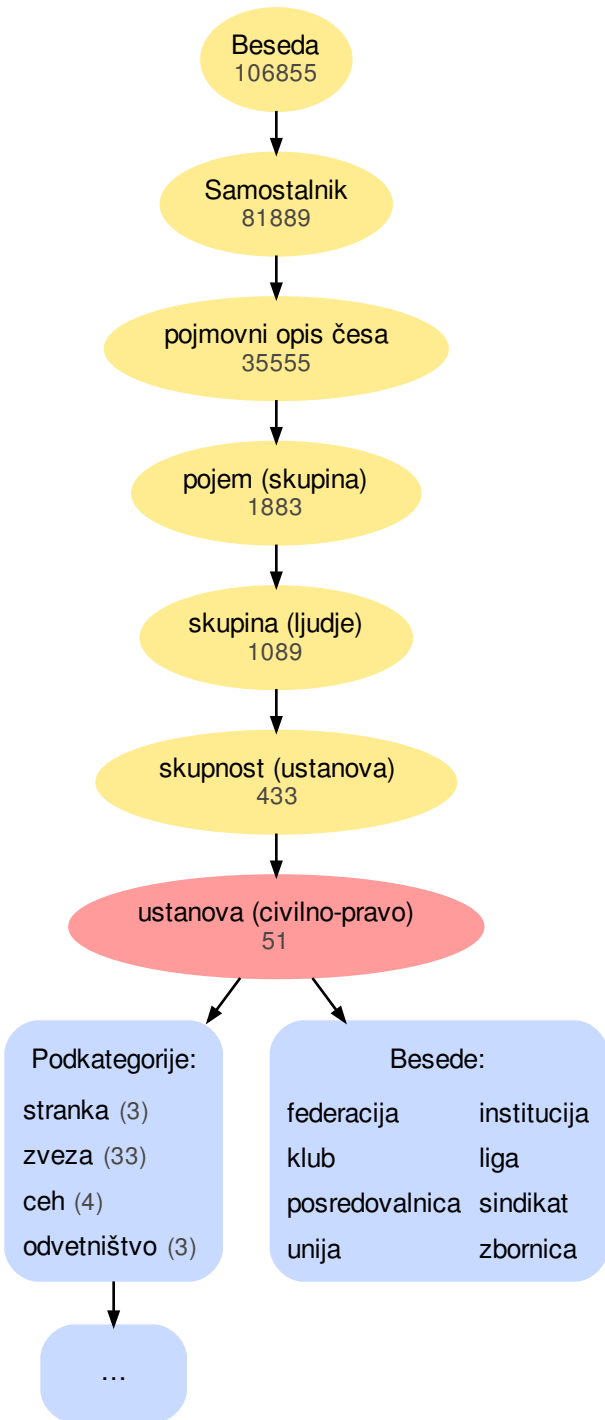 Beseda
106855
Samostalnik
81889
pojmovni opis česa
35555
pojem (skupina)
1883
skupina (ljudje)
1089
skupnost (ustanova)
433
ustanova (civilno-pravo)
51
Podkategorije:
stranka (3)
zveza (33)
ceh (4)
odvetništvo (3)
Besede:
federacija institucija
klub liga
posredovalnica sindikat
unija zbornica
...